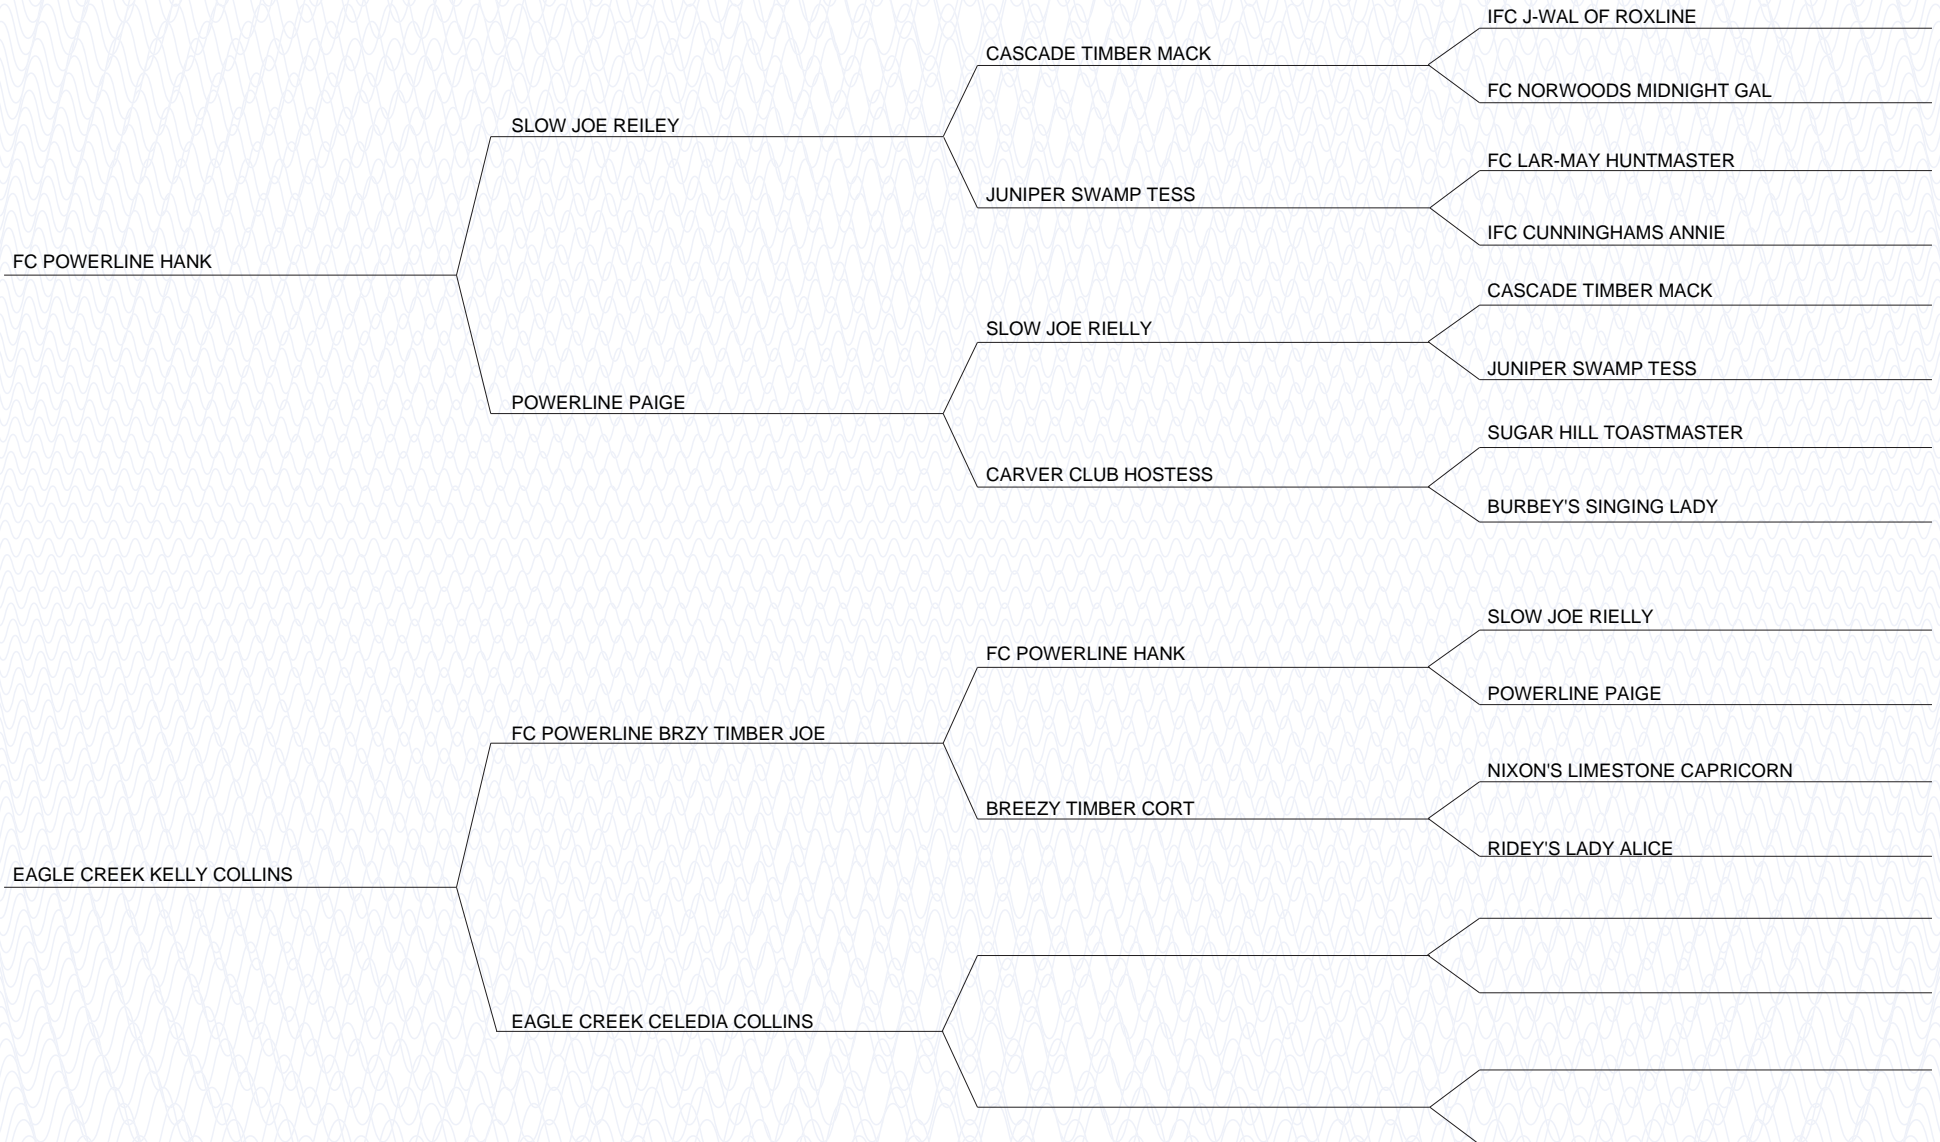 IFC J-WAL OF ROXLINE
CASCADE TIMBER MACK
FC NORWOODS MIDNIGHT GAL
SLOW JOE REILEY
FC LAR-MAY HUNTMASTER
JUNIPER SWAMP TESS
IFC CUNNINGHAMS ANNIE
FC POWERLINE HANK
CASCADE TIMBER MACK
SLOW JOE RIELLY
JUNIPER SWAMP TESS
POWERLINE PAIGE
SUGAR HILL TOASTMASTER
CARVER CLUB HOSTESS
BURBEY'S SINGING LADY
SLOW JOE RIELLY
FC POWERLINE HANK
POWERLINE PAIGE
FC POWERLINE BRZY TIMBER JOE
NIXON'S LIMESTONE CAPRICORN
BREEZY TIMBER CORT
RIDEY'S LADY ALICE
EAGLE CREEK KELLY COLLINS
EAGLE CREEK CELEDIA COLLINS